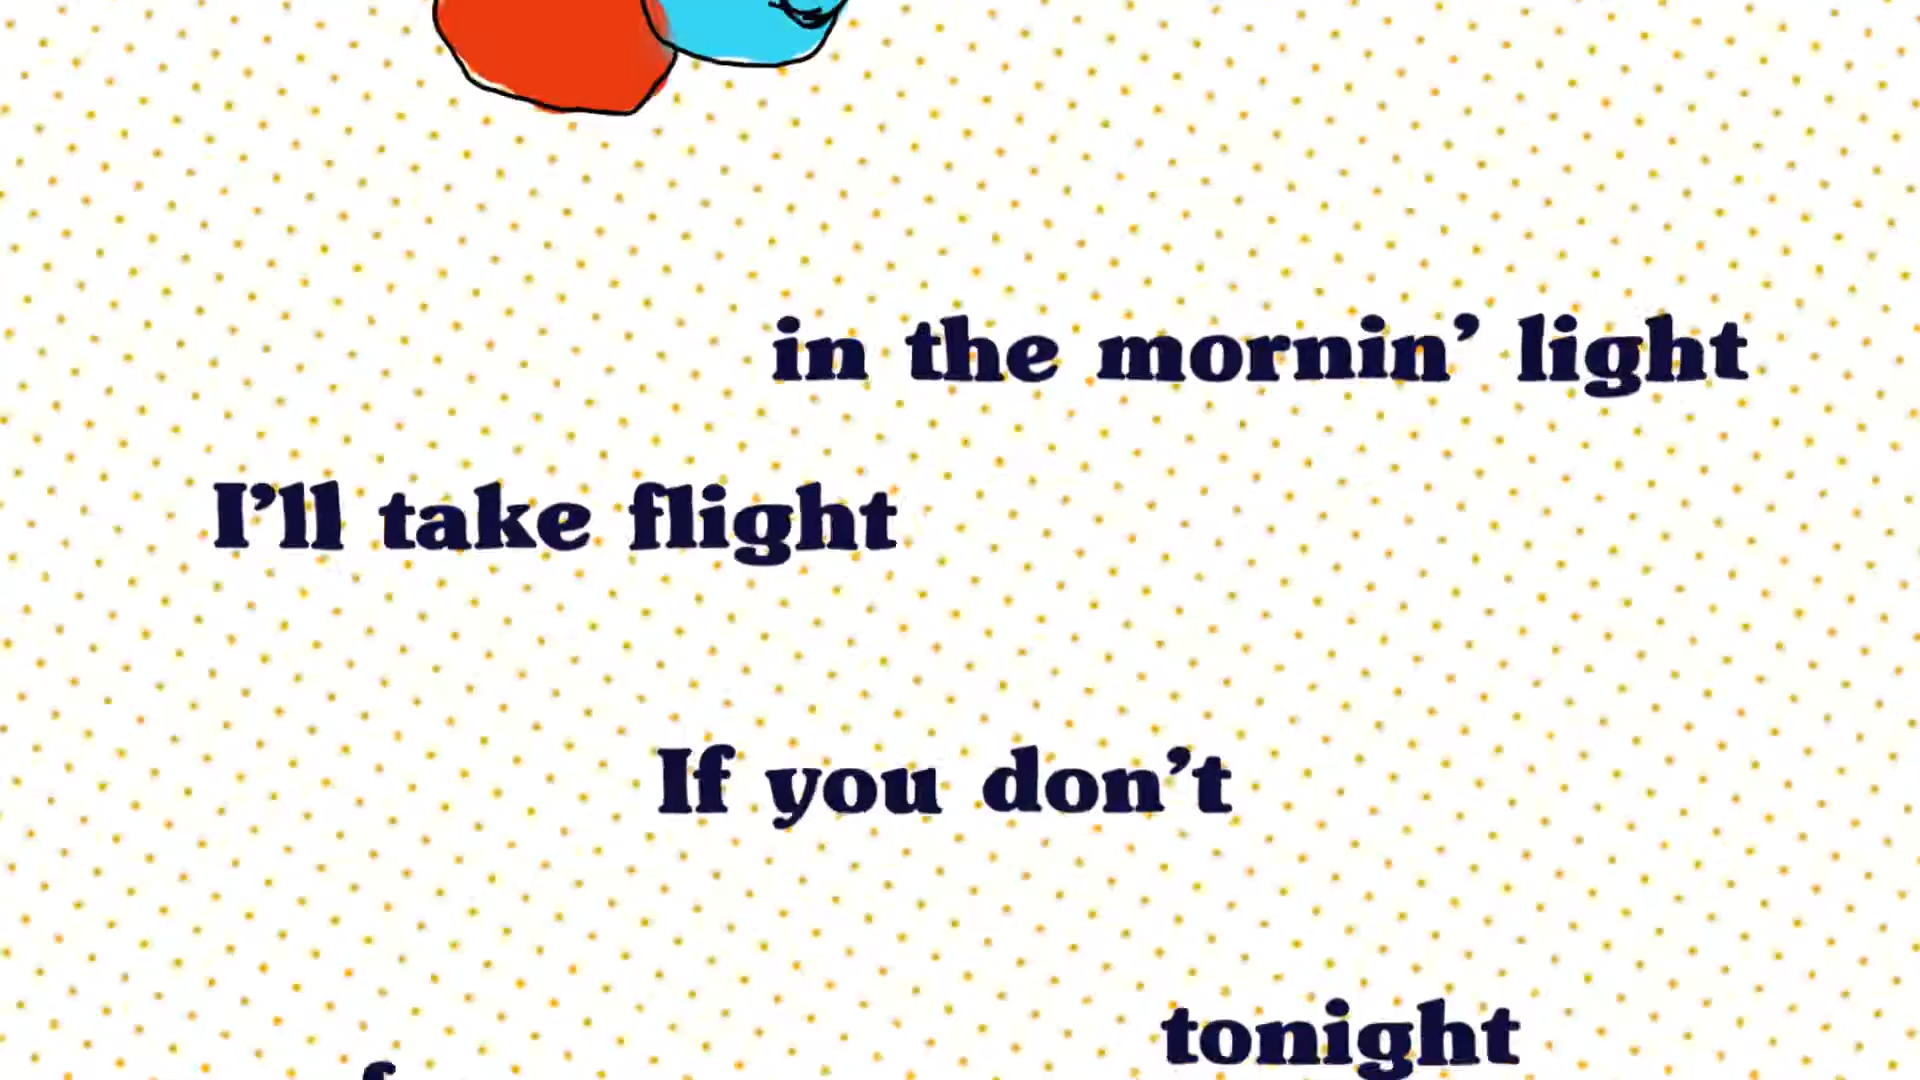 in the mornin’ light
I’ll take flight
If you don’t
tonight